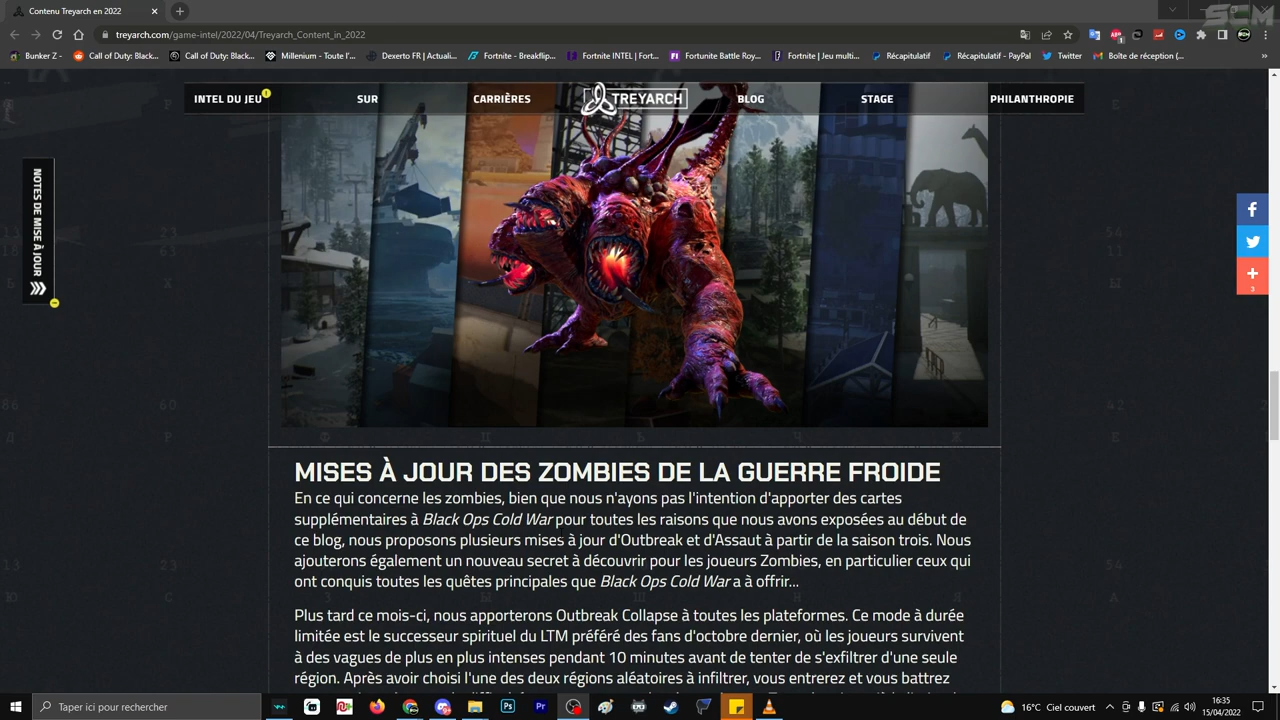 Contenu Treyarch en 2022
SCM
treyarch.com/game-intel/2022/04/Treyarch_Content_in_2022
Bunker Z - Call of Duty: Black... Call of Duty: Black... Millenium - Toute l'i... Dexerto FR | Actuali... Fortnite - Breakflip... Fortnite INTEL | Fort... Fortunite Battle Roy... Fortnite | Jeu multi... Récapitulatif Récapitulatif - PayPal Twitter Boîte de réception (...
INTEL DU JEU SUR CARRIÈRES TREYARCH BLOG STAGE PHILANTHROPIE
NOTES DE MISE À JOUR
3
MISES À JOUR DES ZOMBIES DE LA GUERRE FROIDE
En ce qui concerne les zombies, bien que nous n'ayons pas l'intention d'apporter des cartes
supplémentaires à Black Ops Cold War pour toutes les raisons que nous avons exposées au début de
ce blog, nous proposons plusieurs mises à jour d'Outbreak et d'Assaut à partir de la saison trois. Nous
ajouterons également un nouveau secret à découvrir pour les joueurs Zombies, en particulier ceux qui
ont conquis toutes les quêtes principales que Black Ops Cold War a à offrir...
Plus tard ce mois-ci, nous apporterons Outbreak Collapse à toutes les plateformes. Ce mode à durée
limitée est le successeur spirituel du LTM préféré des fans d'octobre dernier, où les joueurs survivent
à des vagues de plus en plus intenses pendant 10 minutes avant de tenter de s'exfiltrer d'une seule
région. Après avoir choisi l'une des deux régions aléatoires à infiltrer, vous entrerez et vous battrez
Taper ici pour rechercher
16°C Ciel couvert
16:35
15/04/2022